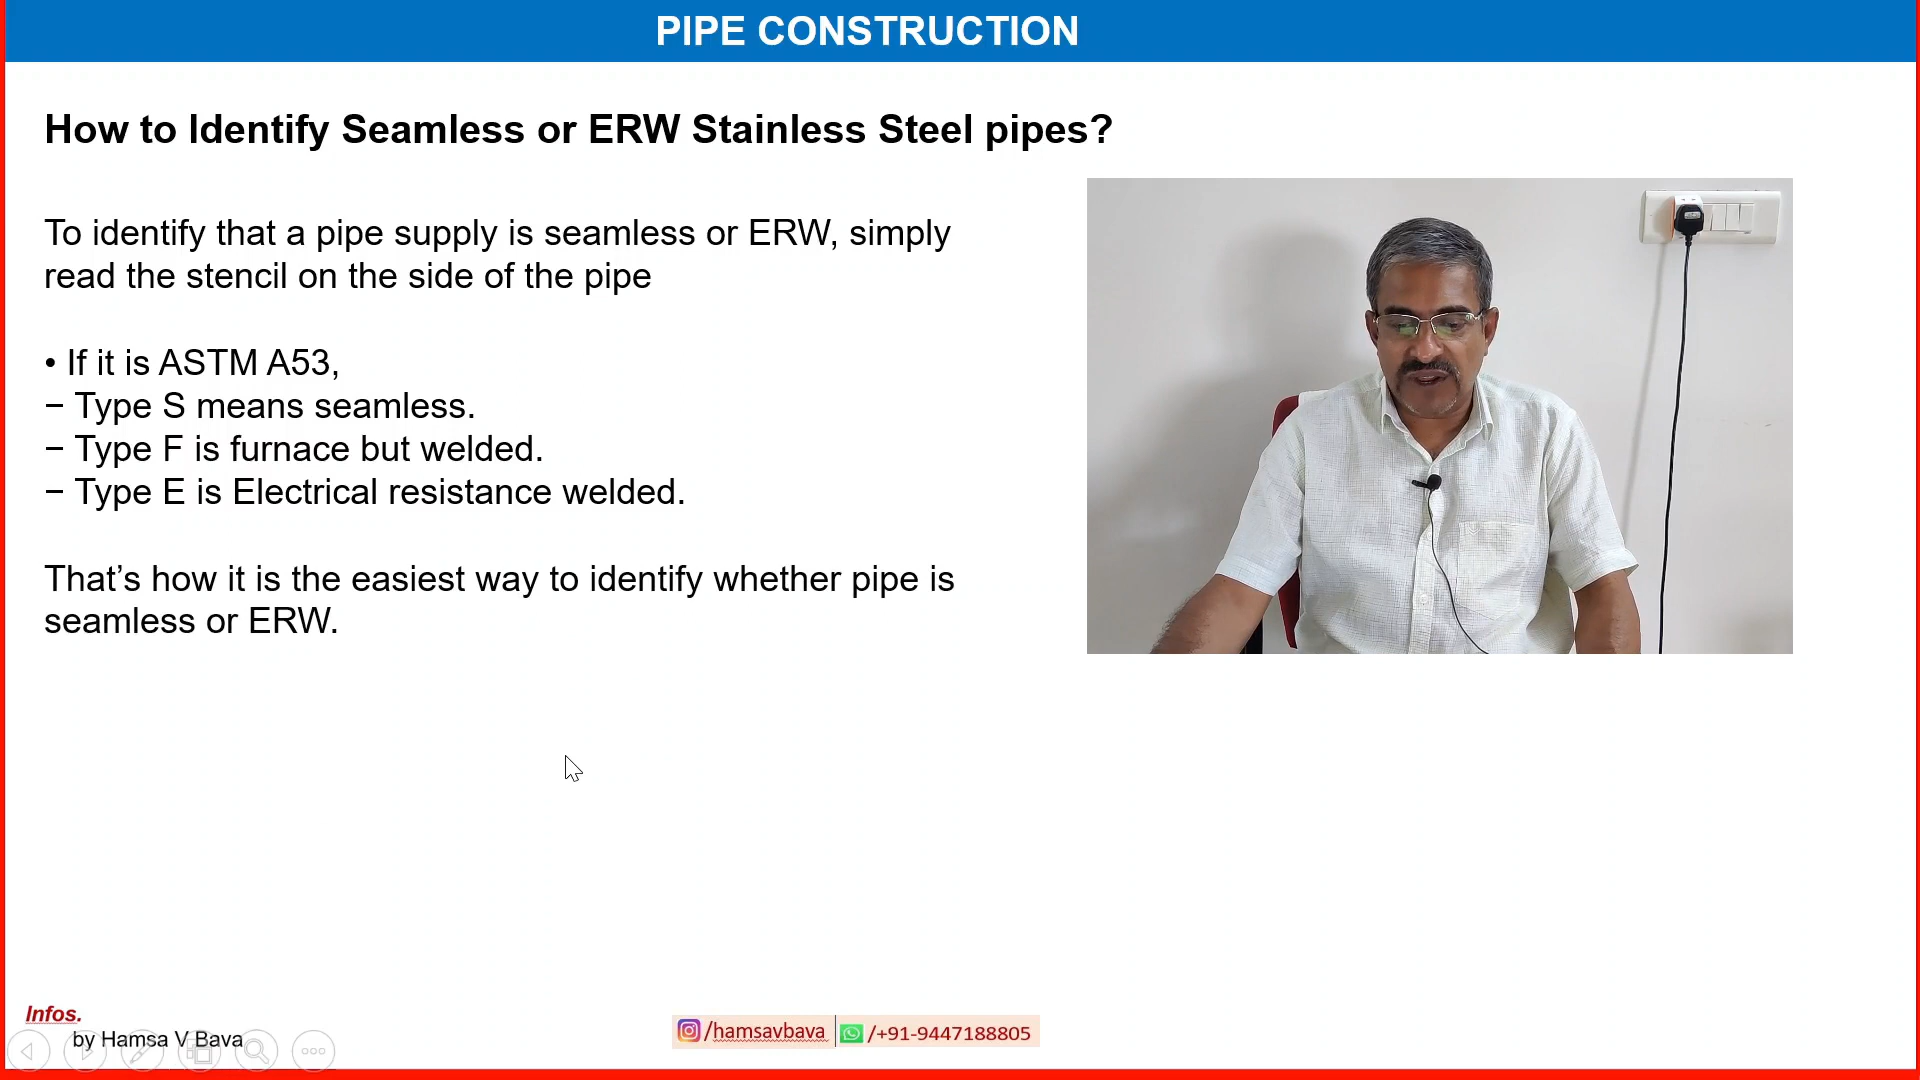 PIPE CONSTRUCTION
How to Identify Seamless or ERW Stainless Steel pipes?
To identify that a pipe supply is seamless or ERW, simply
read the stencil on the side of the pipe
• If it is ASTM A53,
− Type S means seamless.
− Type F is furnace but welded.
− Type E is Electrical resistance welded.
That’s how it is the easiest way to identify whether pipe is
seamless or ERW.
Infos.
by Hamsa V Bava
/hamsavbava /+91-9447188805